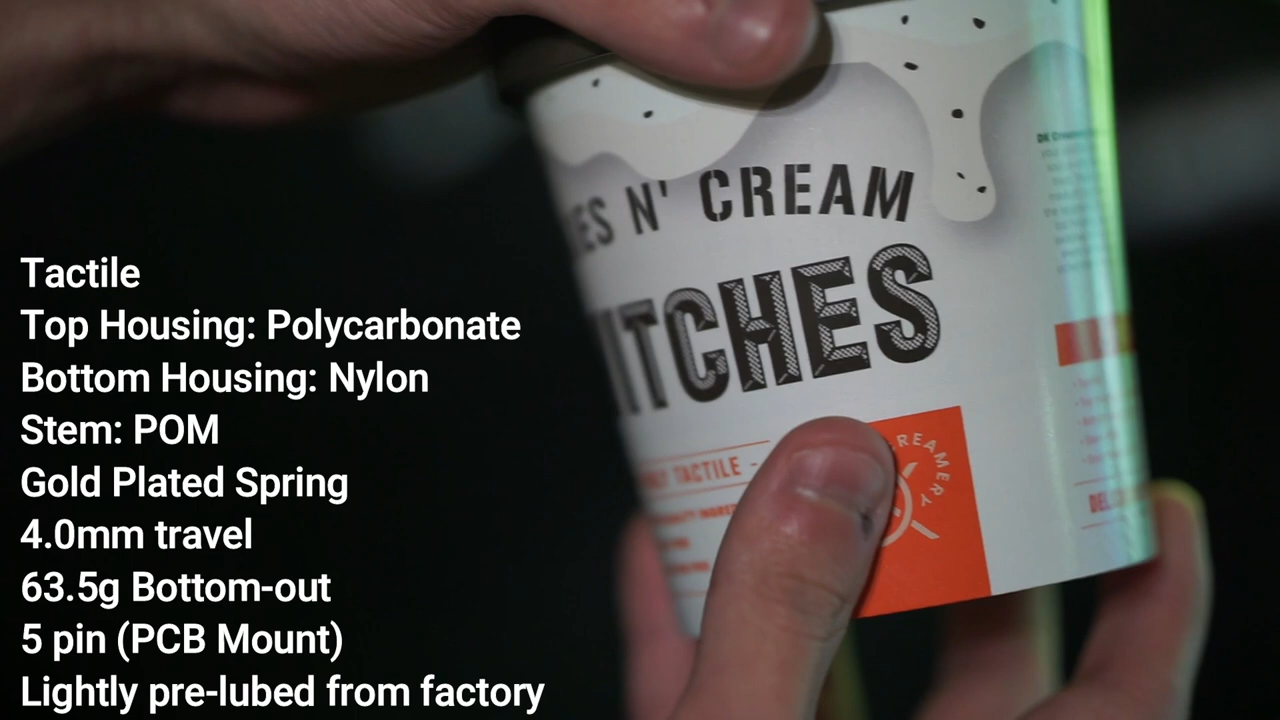 Tactile
Top Housing: Polycarbonate
Bottom Housing: Nylon
Stem: POM
Gold Plated Spring
4.0mm travel
63.5g Bottom-out
5 pin (PCB Mount)
Lightly pre-lubed from factory
ES N' CREAM
ITCHES
TACTILE -
REAMERY